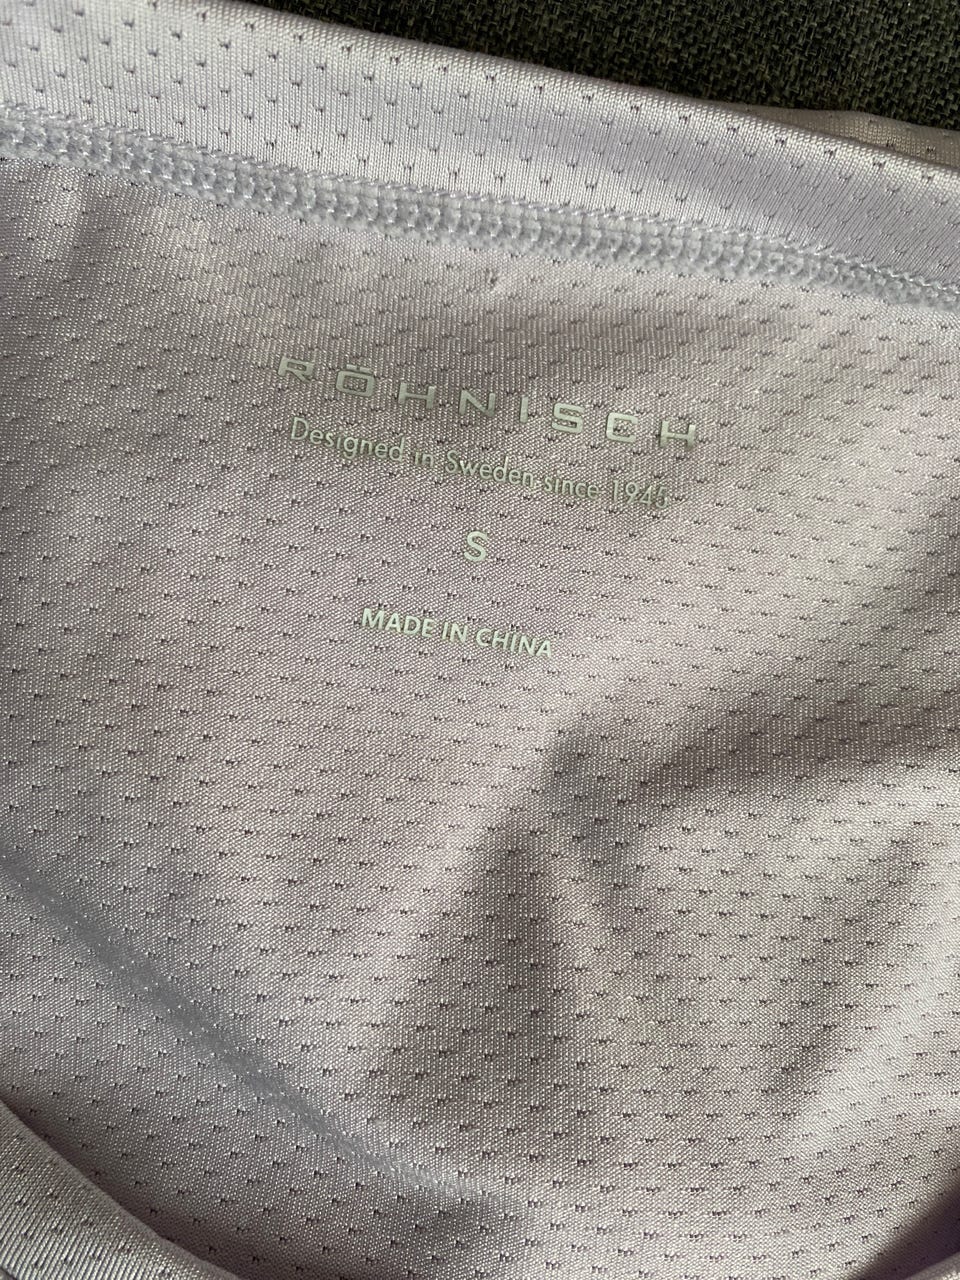 RÖHNISCH
Designed in Sweden since 1945
S
MADE IN CHINA